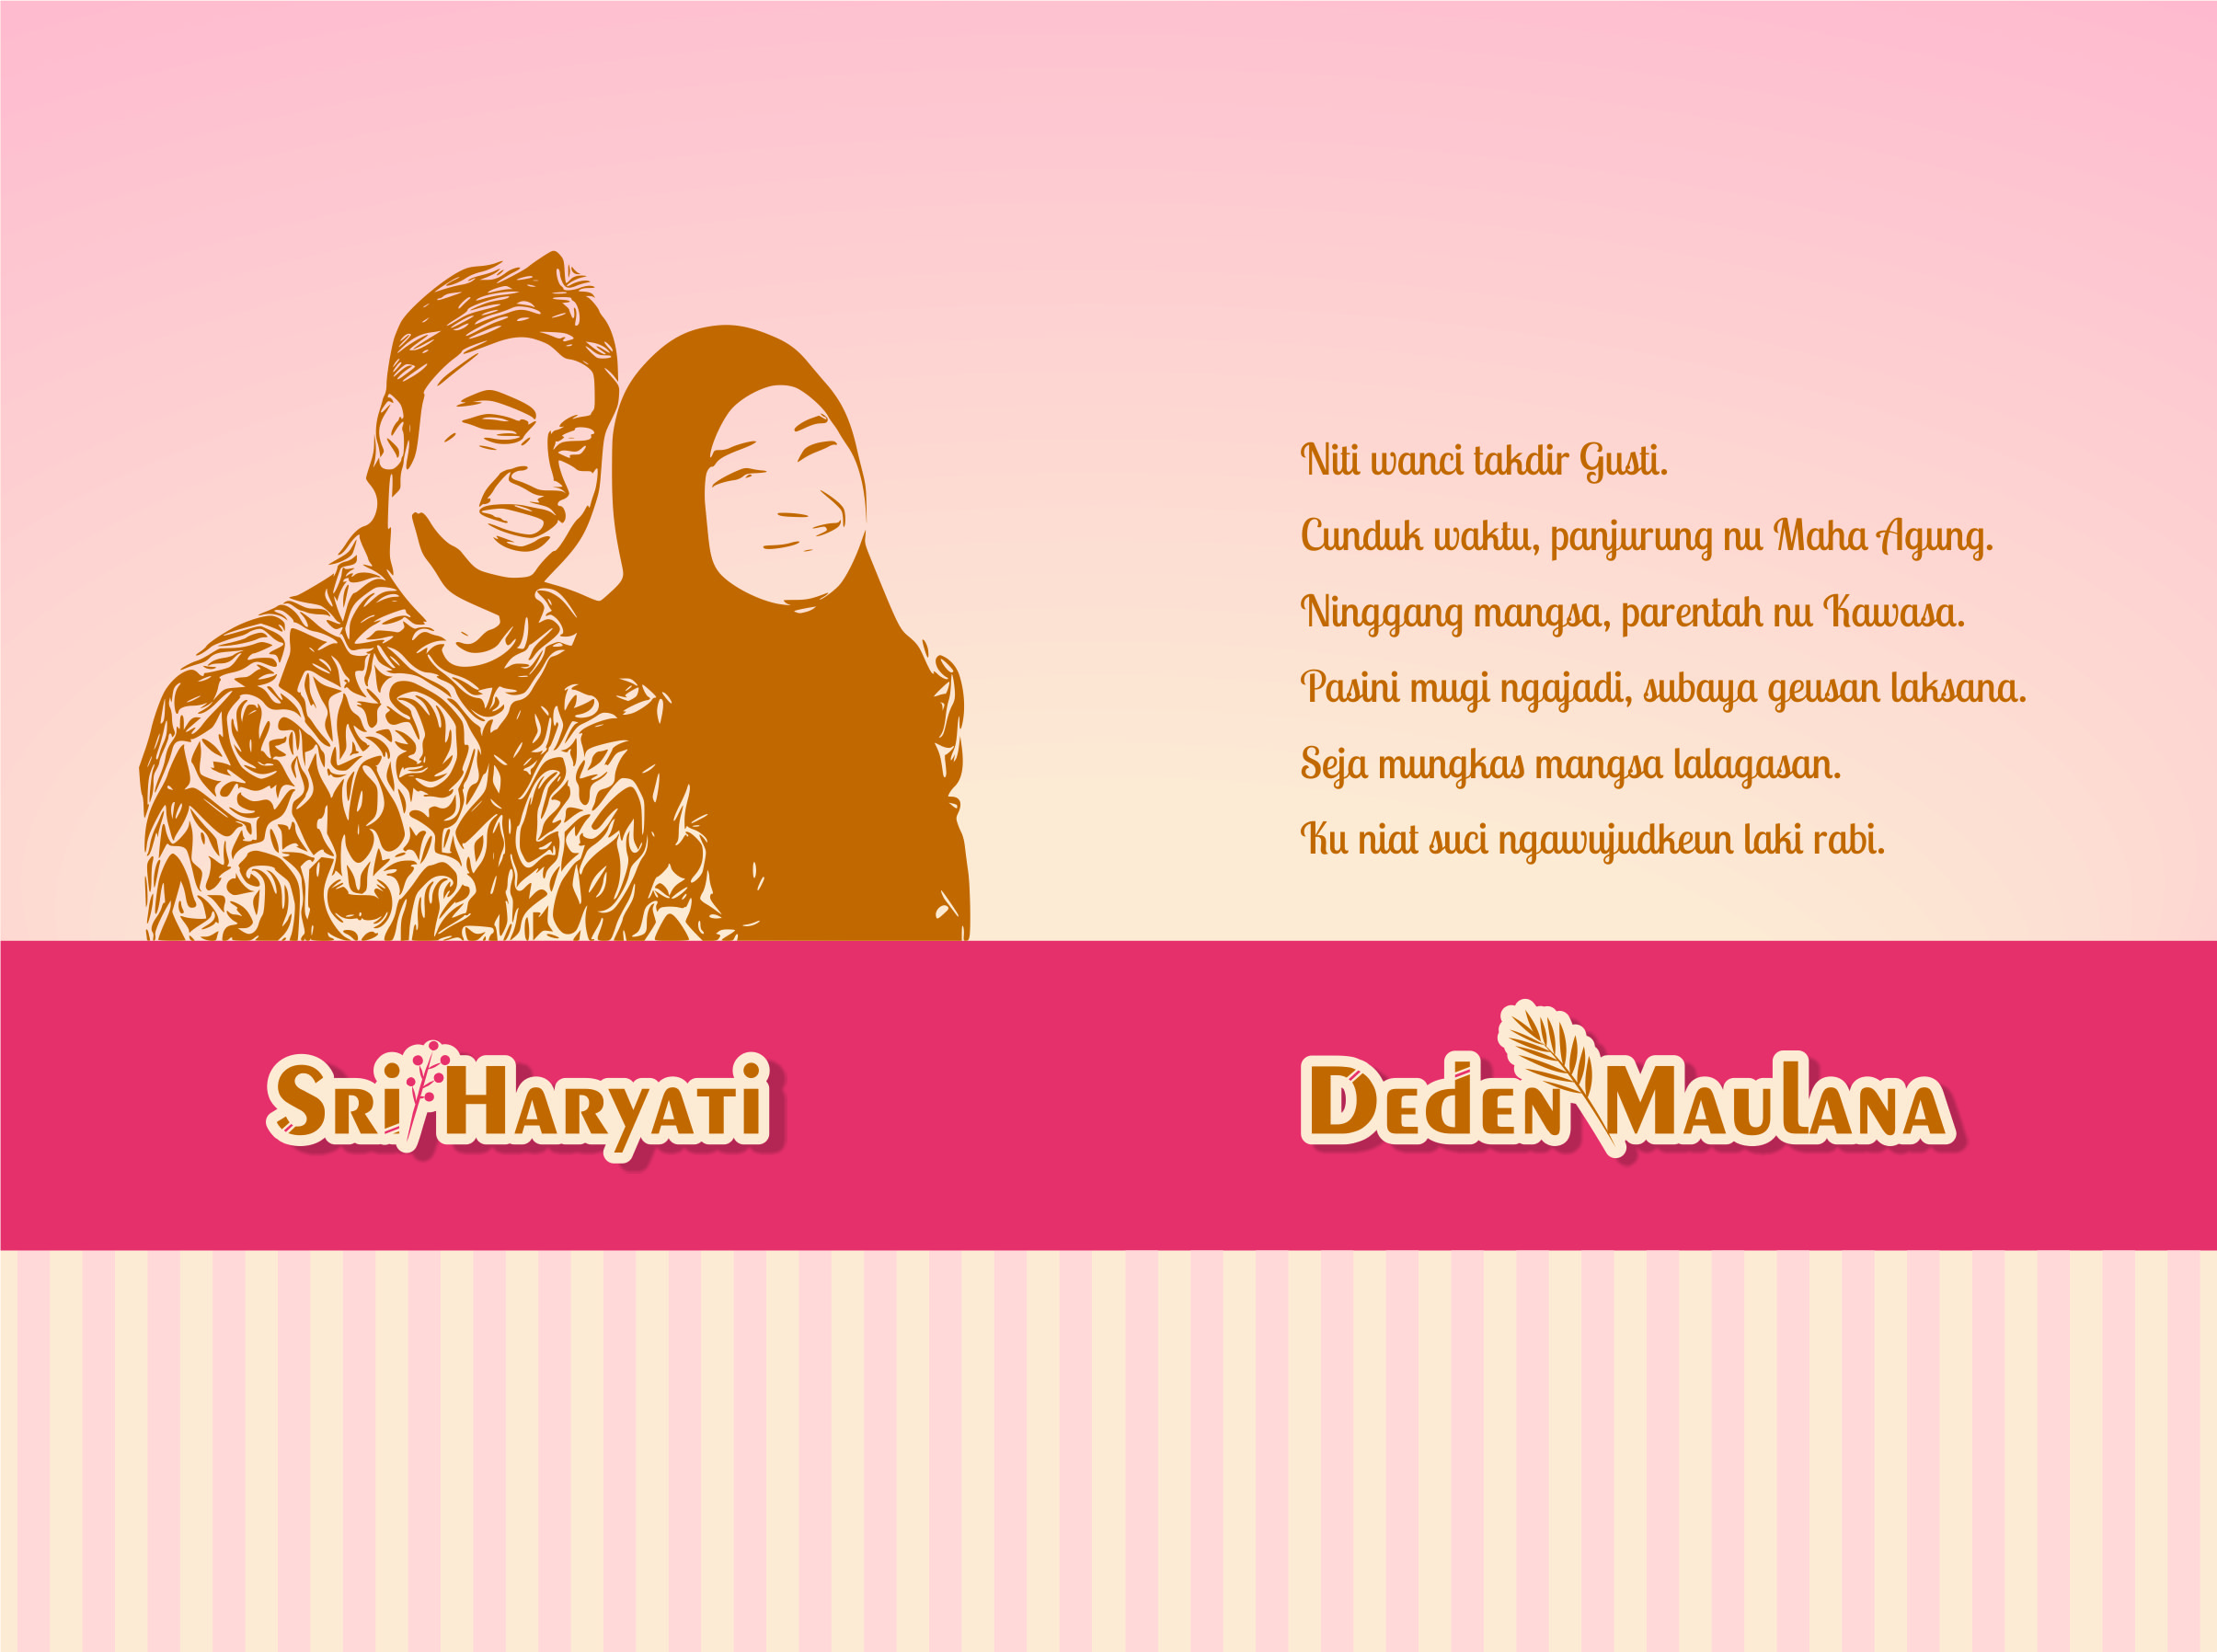 Niti wanci takdir Gusti.
Cunduk waktu, panjurung nu Maha Agung.
Ninggang mangsa, parentah nu Kawasa.
Pasini mugi ngajadi, subaya geusan laksana.
Seja mungkas mangsa lalagasan.
Ku niat suci ngawujudkeun laki rabi.
Sri Haryati
Deden Maulana